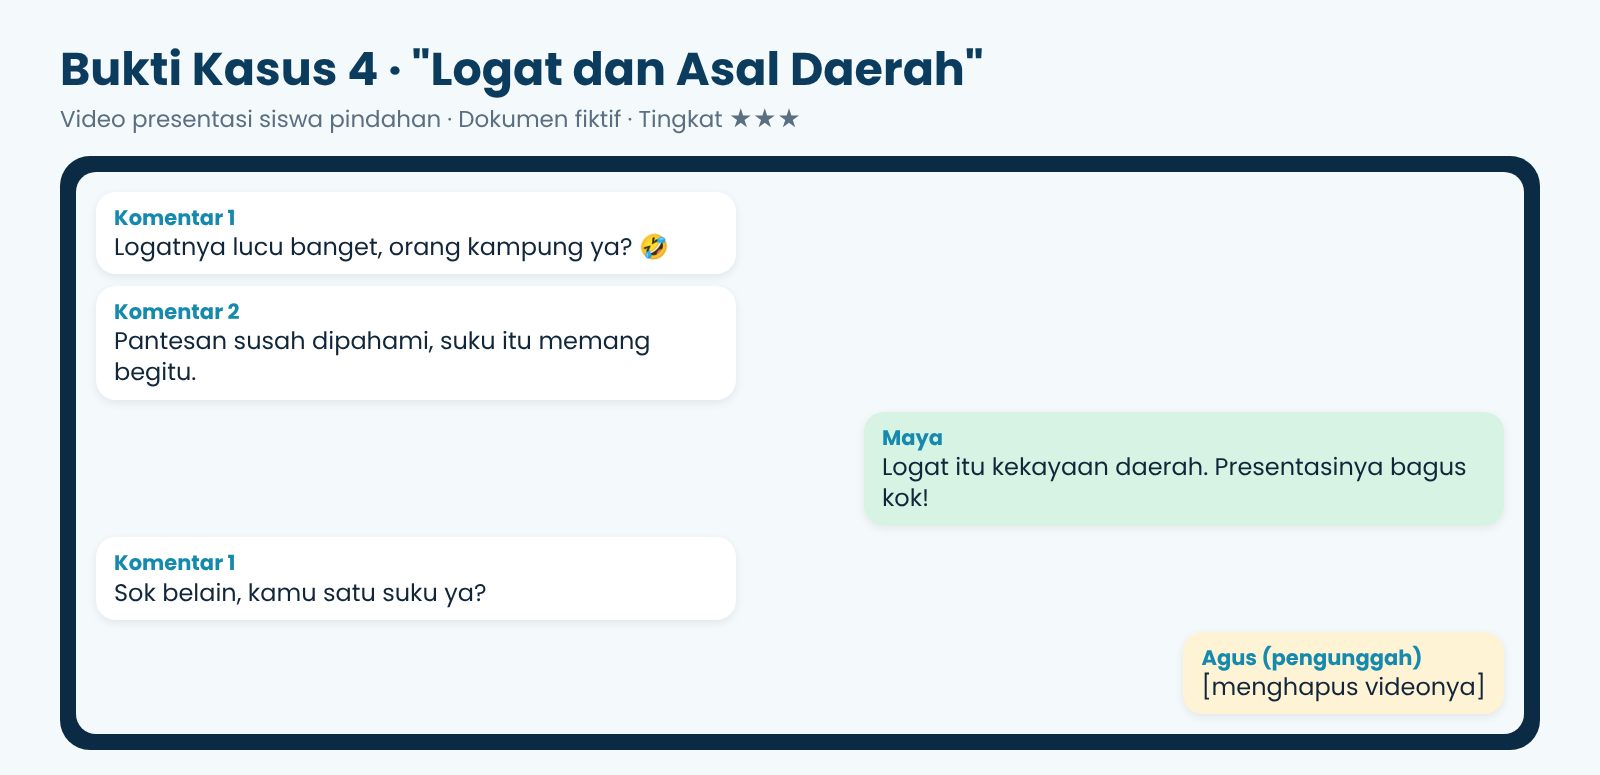 Bukti Kasus 4 · "Logat dan Asal Daerah"
Video presentasi siswa pindahan · Dokumen fiktif · Tingkat ★★★
Komentar 1
Logatnya lucu banget, orang kampung ya? 🤣
Komentar 2
Pantesan susah dipahami, suku itu memang
begitu.
Maya
Logat itu kekayaan daerah. Presentasinya bagus
kok!
Komentar 1
Sok belain, kamu satu suku ya?
Agus (pengunggah)
[menghapus videonya]